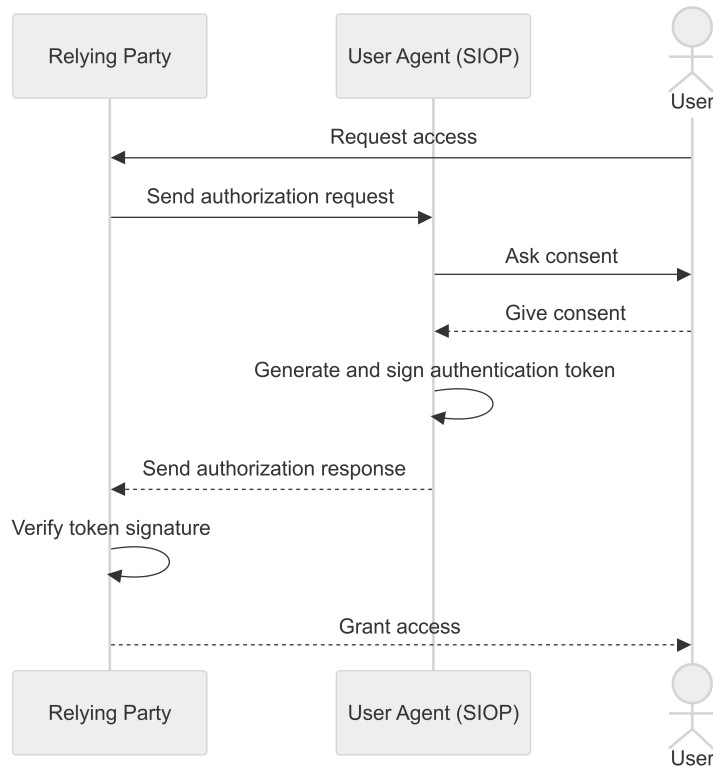 Relying Party
User Agent (SIOP)
User
Request access
Send authorization request
Ask consent
Give consent
Generate and sign authentication token
Send authorization response
Verify token signature
Grant access
Relying Party
User Agent (SIOP)
User